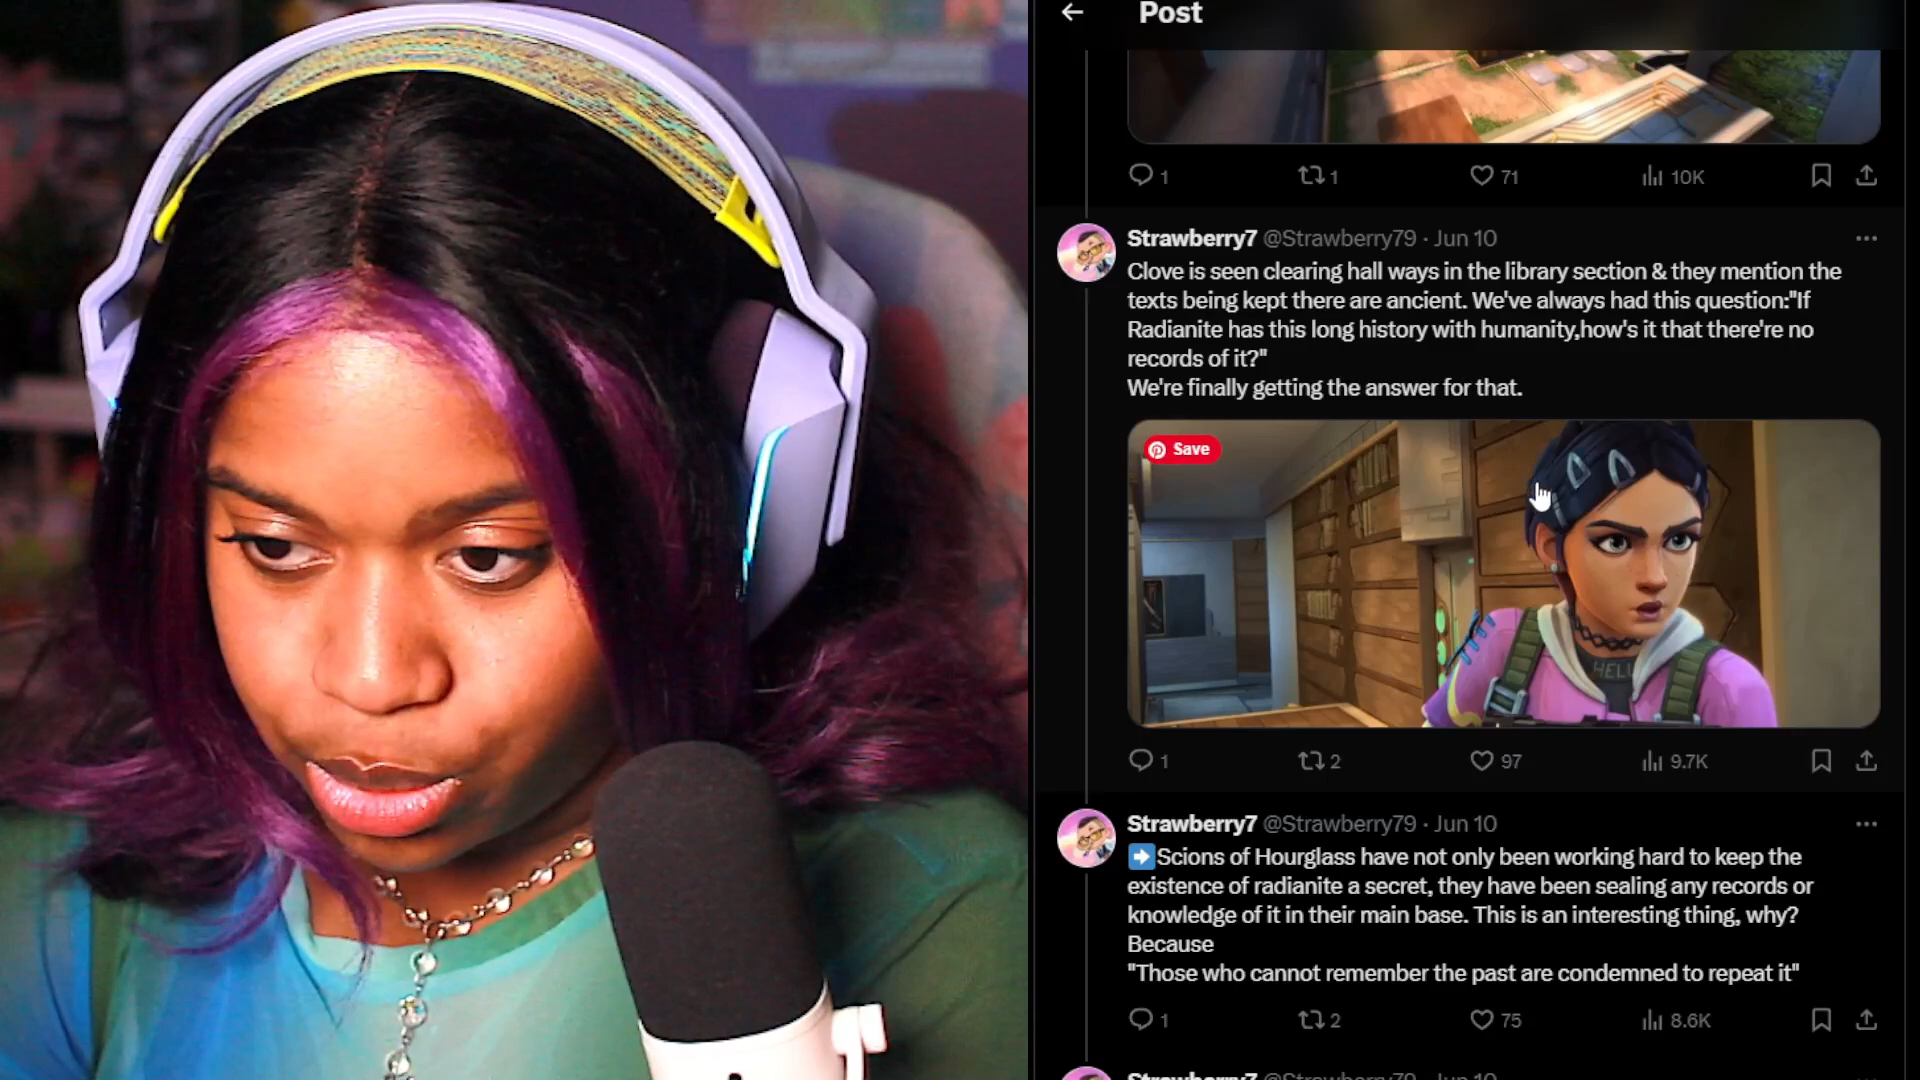 Post
1
1
71
10K
Strawberry7 @Strawberry79 · Jun 10
Clove is seen clearing hall ways in the library section & they mention the
texts being kept there are ancient. We've always had this question:"If
Radianite has this long history with humanity,how's it that there're no
records of it?"
We're finally getting the answer for that.
Save
HELL
1
2
97
9.7K
Strawberry7 @Strawberry79 · Jun 10
➡️Scions of Hourglass have not only been working hard to keep the
existence of radianite a secret, they have been sealing any records or
knowledge of it in their main base. This is an interesting thing, why?
Because
"Those who cannot remember the past are condemned to repeat it"
1
2
75
8.6K
Strawberry7 @Strawberry79 · Jun 10